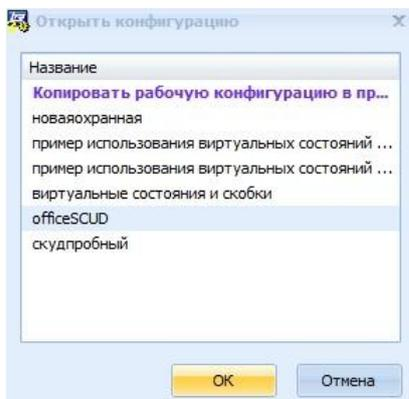 Открыть конфигурацию
Название
Копировать рабочую конфигурацию в пр...
новаяохранная
пример использования виртуальных состояний ...
пример использования виртуальных состояний ...
виртуальные состояния и скобки
officeSCUD
скудпробный
ОК
Отмена